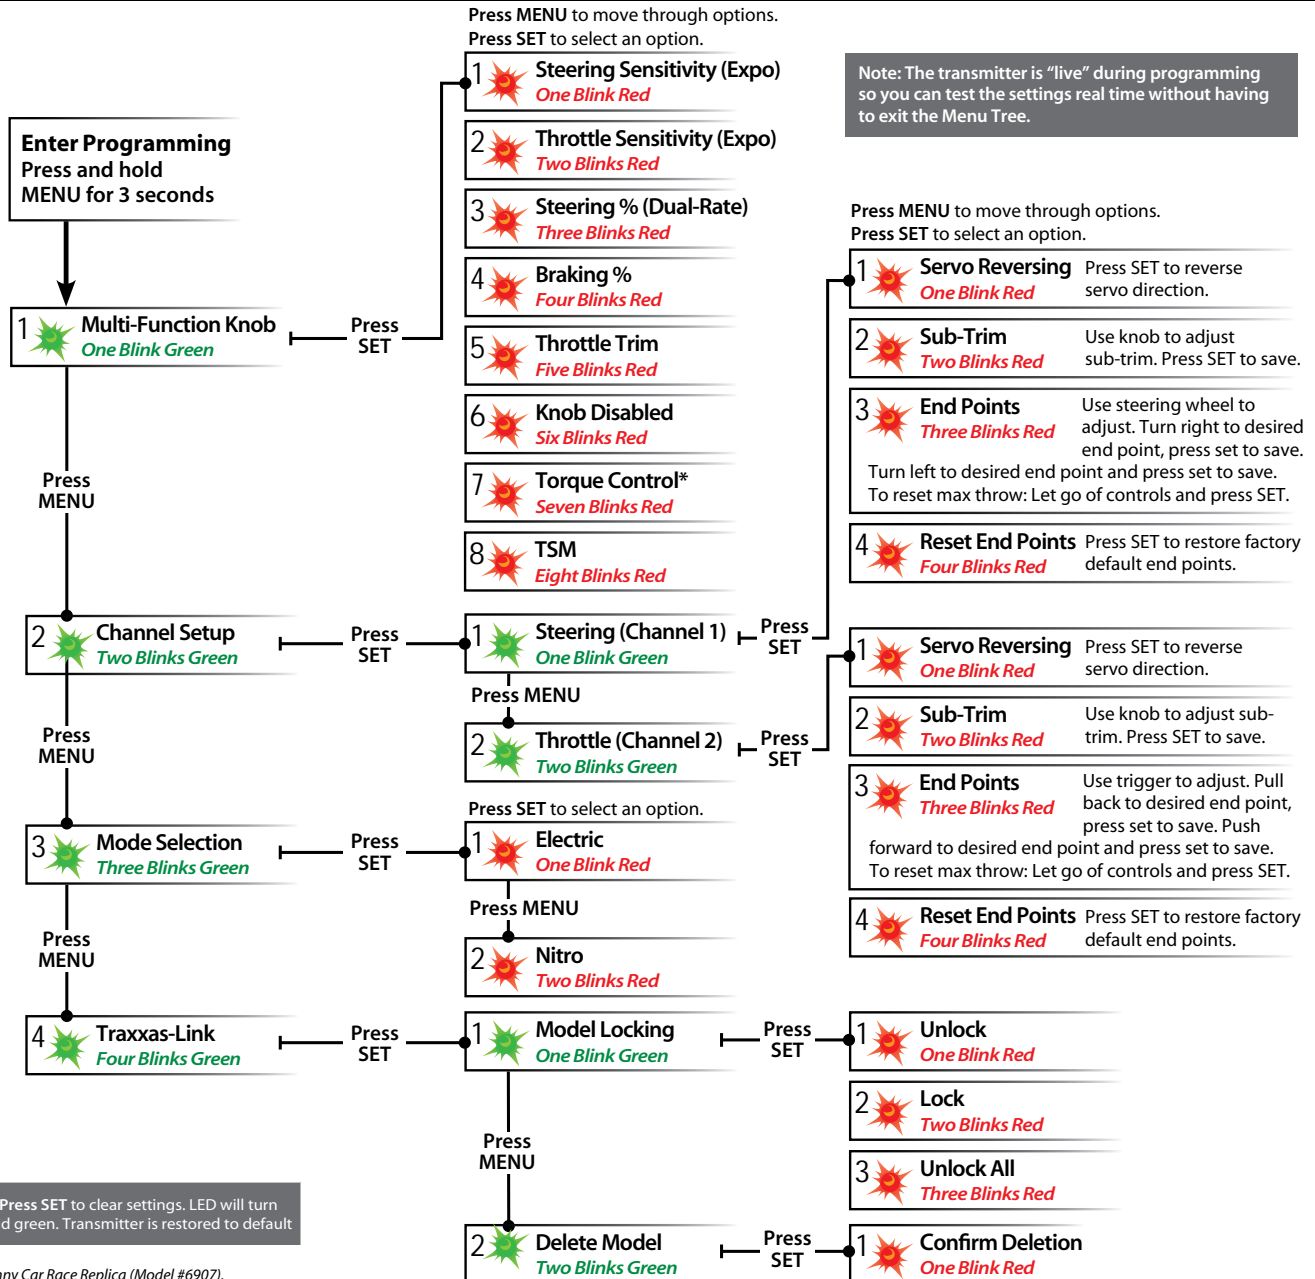 Press MENU to move through options.
Press SET to select an option.
Note: The transmitter is “live” during programming
so you can test the settings real time without having
to exit the Menu Tree.
Enter Programming
Press and hold
MENU for 3 seconds
1 Multi-Function Knob
One Blink Green
Press
SET
1 Steering Sensitivity (Expo)
One Blink Red
2 Throttle Sensitivity (Expo)
Two Blinks Red
3 Steering % (Dual-Rate)
Three Blinks Red
4 Braking %
Four Blinks Red
5 Throttle Trim
Five Blinks Red
6 Knob Disabled
Six Blinks Red
7 Torque Control*
Seven Blinks Red
8 TSM
Eight Blinks Red
Press
MENU
2 Channel Setup
Two Blinks Green
Press
SET
1 Steering (Channel 1)
One Blink Green
Press
SET
Press MENU
2 Throttle (Channel 2)
Two Blinks Green
Press
SET
Press MENU to move through options.
Press SET to select an option.
1 Servo Reversing
One Blink Red
Press SET to reverse
servo direction.
2 Sub-Trim
Two Blinks Red
Use knob to adjust
sub-trim. Press SET to save.
3 End Points
Three Blinks Red
Use steering wheel to
adjust. Turn right to desired
end point, press set to save.
Turn left to desired end point and press set to save.
To reset max throw: Let go of controls and press SET.
4 Reset End Points
Four Blinks Red
Press SET to restore factory
default end points.
1 Servo Reversing
One Blink Red
Press SET to reverse
servo direction.
2 Sub-Trim
Two Blinks Red
Use knob to adjust sub-
trim. Press SET to save.
3 End Points
Three Blinks Red
Use trigger to adjust. Pull
back to desired end point,
press set to save. Push
forward to desired end point and press set to save.
To reset max throw: Let go of controls and press SET.
4 Reset End Points
Four Blinks Red
Press SET to restore factory
default end points.
Press
MENU
3 Mode Selection
Three Blinks Green
Press
SET
Press SET to select an option.
1 Electric
One Blink Red
Press MENU
2 Nitro
Two Blinks Red
Press
MENU
4 Traxxas-Link
Four Blinks Green
Press
SET
1 Model Locking
One Blink Green
Press
SET
1 Unlock
One Blink Red
2 Lock
Two Blinks Red
3 Unlock All
Three Blinks Red
Press
MENU
2 Delete Model
Two Blinks Green
Press
SET
1 Confirm Deletion
One Blink Red
Press SET to clear settings. LED will turn
green. Transmitter is restored to default
Car Race Replica (Model #6907).